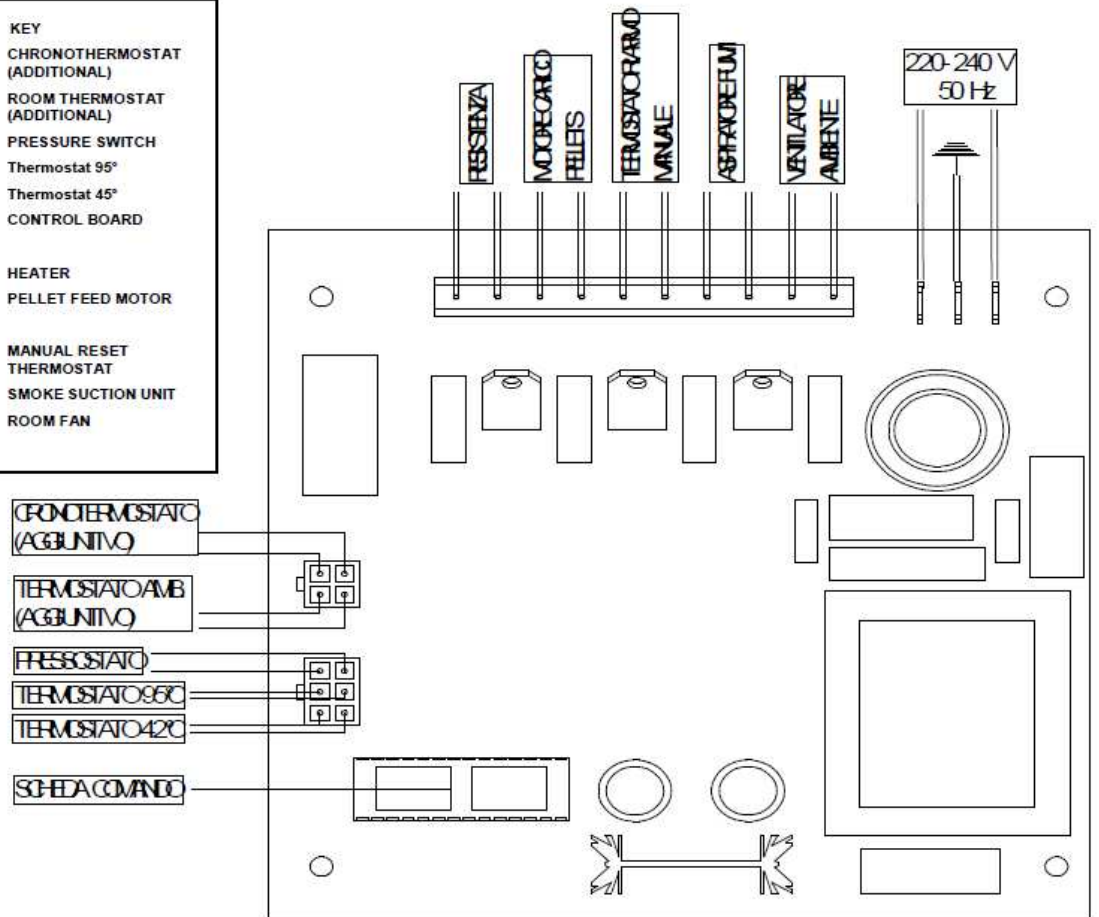 KEY
CHRONOTHERMOSTAT
(ADDITIONAL)
ROOM THERMOSTAT
(ADDITIONAL)
PRESSURE SWITCH
Thermostat 95°
Thermostat 45°
CONTROL BOARD
HEATER
PELLET FEED MOTOR
MANUAL RESET
THERMOSTAT
SMOKE SUCTION UNIT
ROOM FAN
RESISTENZA
MOTORE CARICO
PELLETS
TERMOSTATO RIARMO
MANUALE
ASPIRATORE FUMI
VENTILATORE
AMBIENTE
220-240 V
50 Hz
CRONOTERMOSTATO
(AGGIUNTIVO)
TERMOSTATO AMB.
(AGGIUNTIVO)
PRESSOSTATO
TERMOSTATO 95°C
TERMOSTATO 42°C
SCHEDA COMANDO